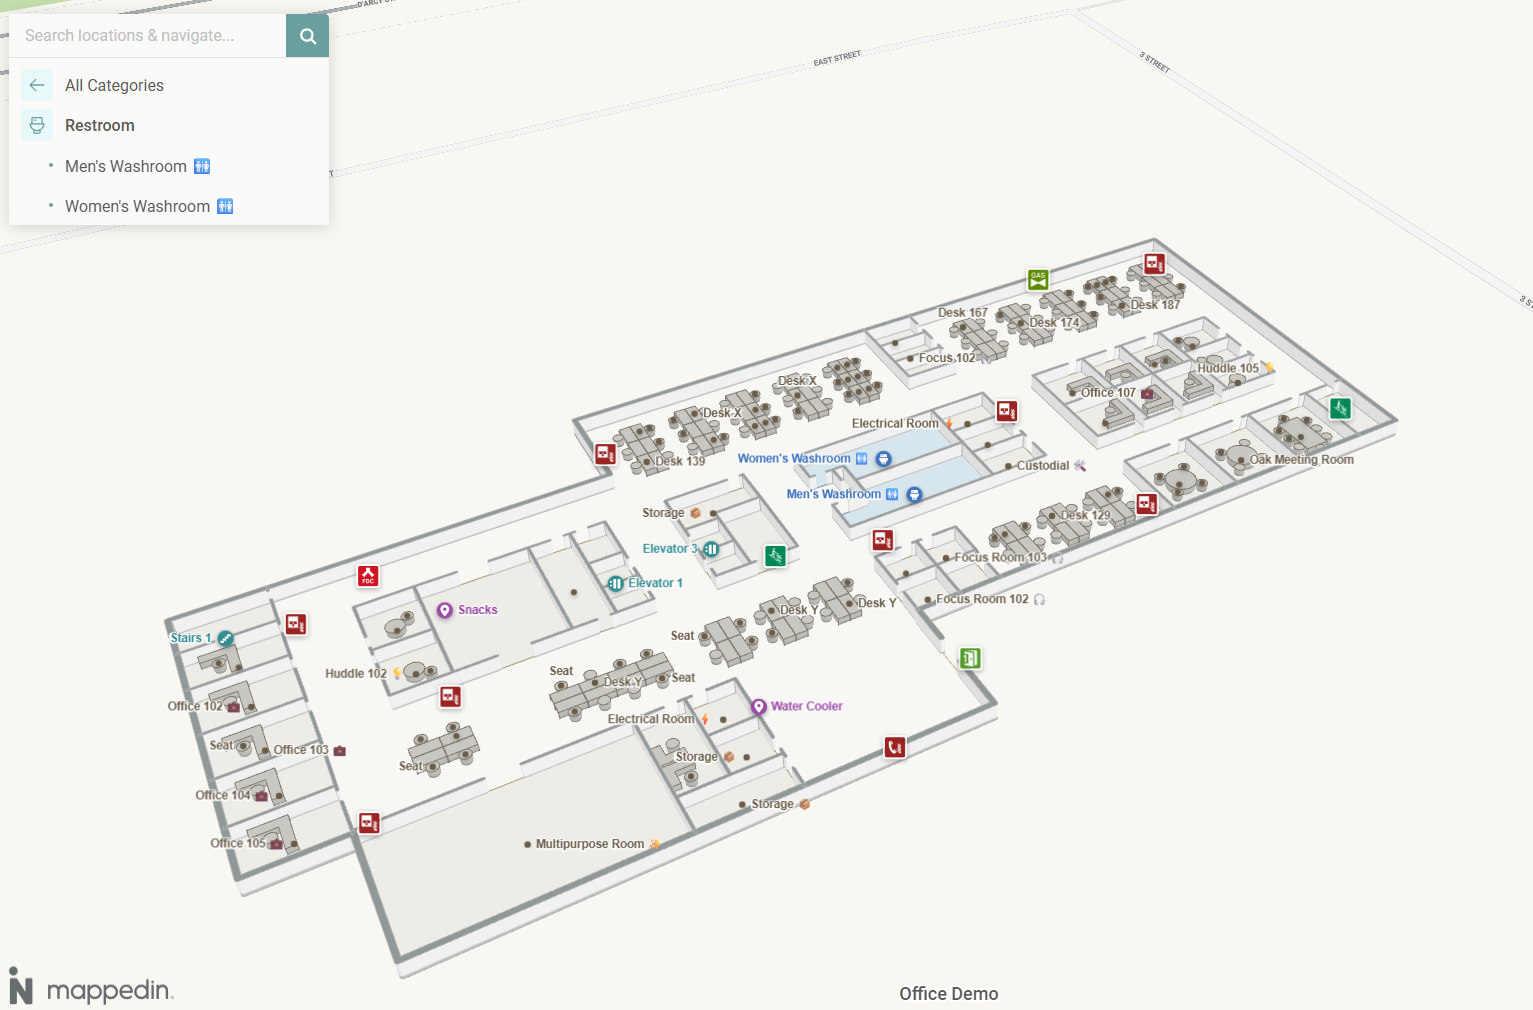 D'ARCY ST
Search locations & navigate...
All Categories
Restroom
Men's Washroom
Women's Washroom
EAST STREET
3 STREET
GAS
Desk 187
Desk 167
Desk 174
Focus 102
Huddle 105
Desk X
Office 107
Desk X
Electrical Room
Women's Washroom
Desk 139
Oak Meeting Room
Custodial
Men's Washroom
Storage
Desk 129
Elevator 3
Focus Room 103
FDC
Elevator 1
Focus Room 102
Desk Y
Desk Y
Snacks
Stairs 1
Seat
Huddle 102
Seat
Seat
Desk Y
Office 102
Water Cooler
Electrical Room
Seat
Office 103
Storage
Seat
Office 104
Storage
Office 105
Multipurpose Room
mappedin.
Office Demo